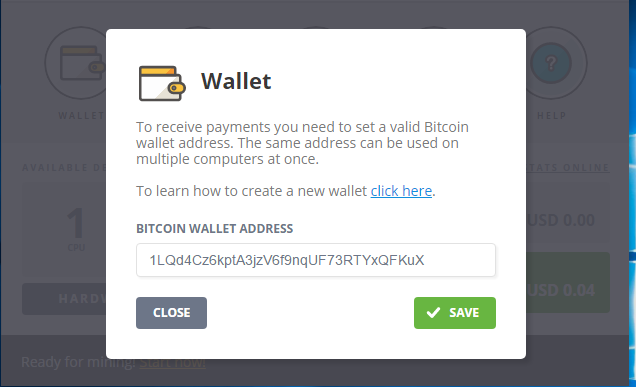 Wallet
To receive payments you need to set a valid Bitcoin
wallet address. The same address can be used on
multiple computers at once.
To learn how to create a new wallet click here.
BITCOIN WALLET ADDRESS
1LQd4Cz6kptA3jzV6f9nqUF73RTYxQFKuX
CLOSE
SAVE
WALLET
HELP
AVAILABLE DE
TATS ONLINE
1
CPU
USD 0.00
HARDW
USD 0.04
Ready for mining! Start now!